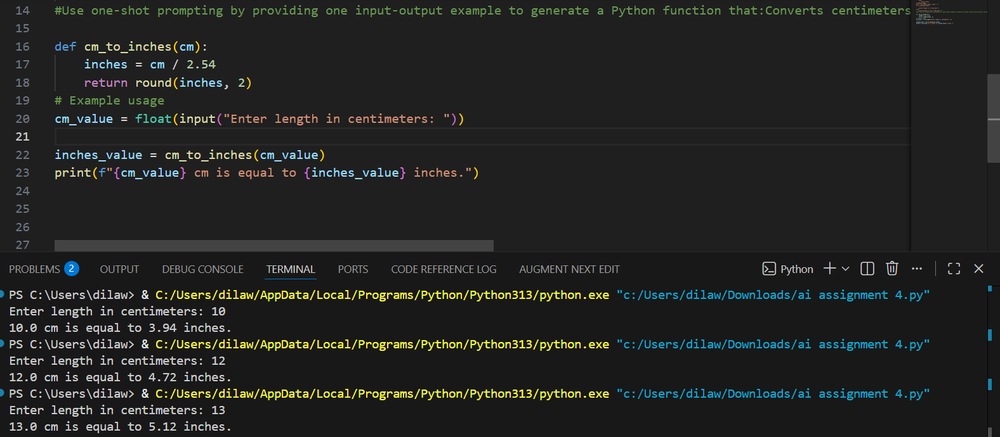 14 #Use one-shot prompting by providing one input-output example to generate a Python function that:Converts centimeters
15
16 def cm_to_inches(cm):
17     inches = cm / 2.54
18     return round(inches, 2)
19 # Example usage
20 cm_value = float(input("Enter length in centimeters: "))
21
22 inches_value = cm_to_inches(cm_value)
23 print(f"{cm_value} cm is equal to {inches_value} inches.")
24
25
26
27
PROBLEMS 2 OUTPUT DEBUG CONSOLE TERMINAL PORTS CODE REFERENCE LOG AUGMENT NEXT EDIT Python
PS C:\Users\dilaw> & C:/Users/dilaw/AppData/Local/Programs/Python/Python313/python.exe "c:/Users/dilaw/Downloads/ai assignment 4.py"
Enter length in centimeters: 10
10.0 cm is equal to 3.94 inches.
PS C:\Users\dilaw> & C:/Users/dilaw/AppData/Local/Programs/Python/Python313/python.exe "c:/Users/dilaw/Downloads/ai assignment 4.py"
Enter length in centimeters: 12
12.0 cm is equal to 4.72 inches.
PS C:\Users\dilaw> & C:/Users/dilaw/AppData/Local/Programs/Python/Python313/python.exe "c:/Users/dilaw/Downloads/ai assignment 4.py"
Enter length in centimeters: 13
13.0 cm is equal to 5.12 inches.